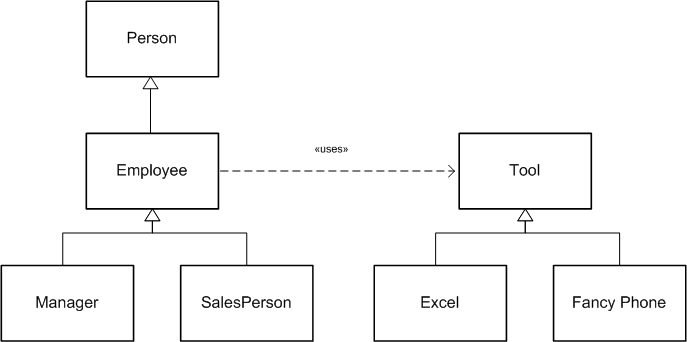 Person
«uses»
Employee
Tool
Manager
SalesPerson
Excel
Fancy Phone